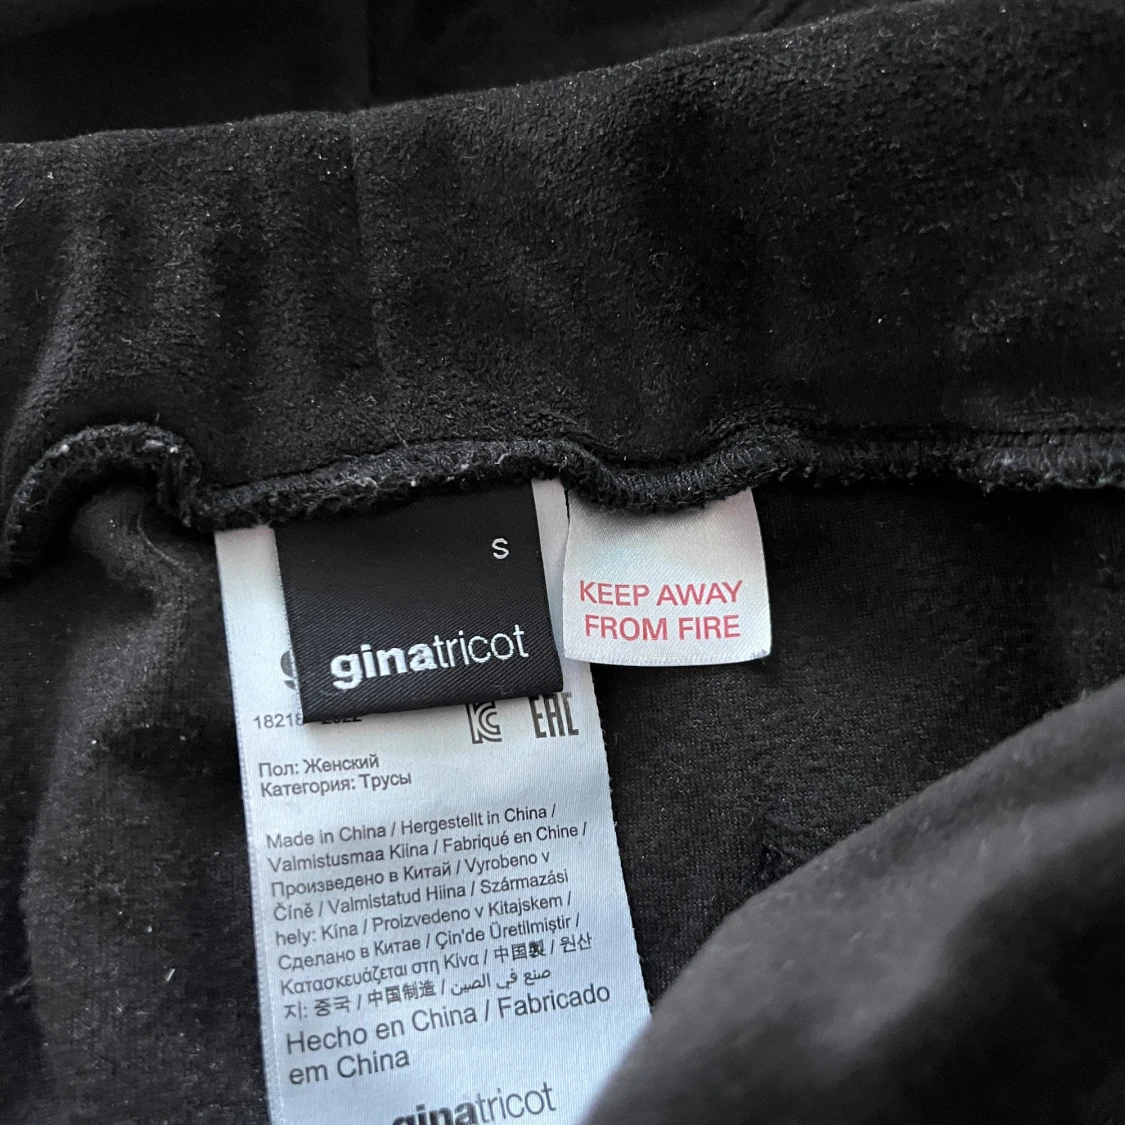 S
ginatricot
KEEP AWAY
FROM FIRE
18218
EAC
Пол: Женский
Категория: Трусы
Made in China / Hergestellt in China /
Valmistusmaa Kiina / Fabriqué en Chine /
Произведено в Китай / Vyrobeno v
Číně / Valmistatud Hiina / Származási
hely: Kína / Proizvedeno v Kitajskem /
Сделано в Китае / Çin'de Üretilmiştir /
Κατασκευάζεται στη Κίνα / 中国製 / 원산
지: 중국 / 中国制造 / صنع في الصين
Hecho en China / Fabricado
em China
ginatricot